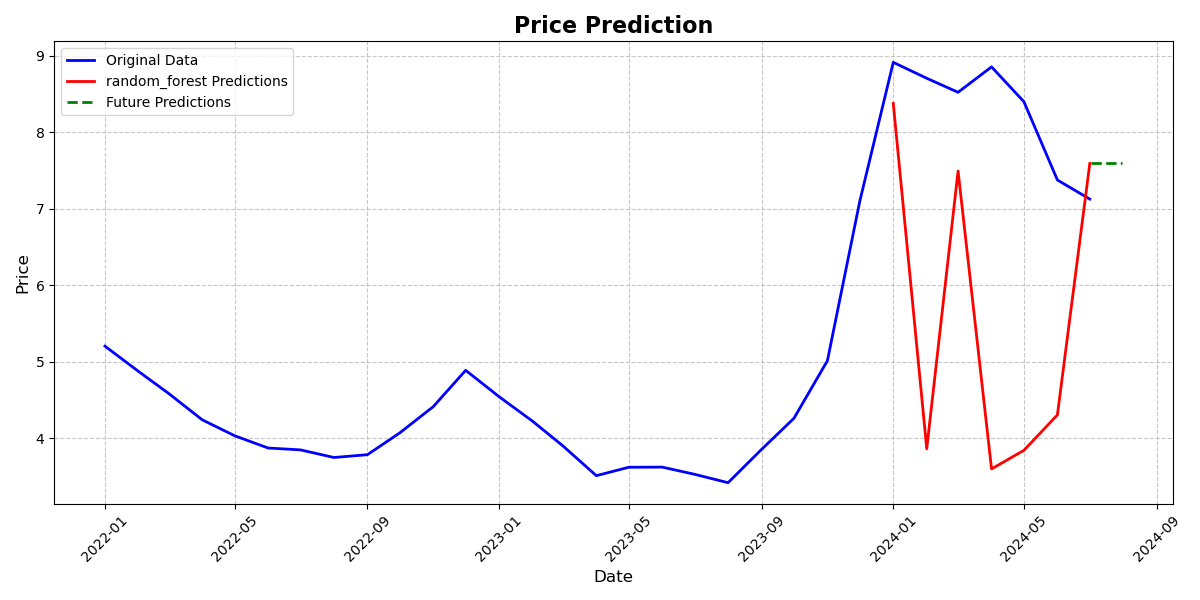 Price Prediction
Original Data
random_forest Predictions
Future Predictions
Price
9
8
7
6
5
4
2022-01
2022-05
2022-09
2023-01
2023-05
2023-09
2024-01
2024-05
2024-09
Date